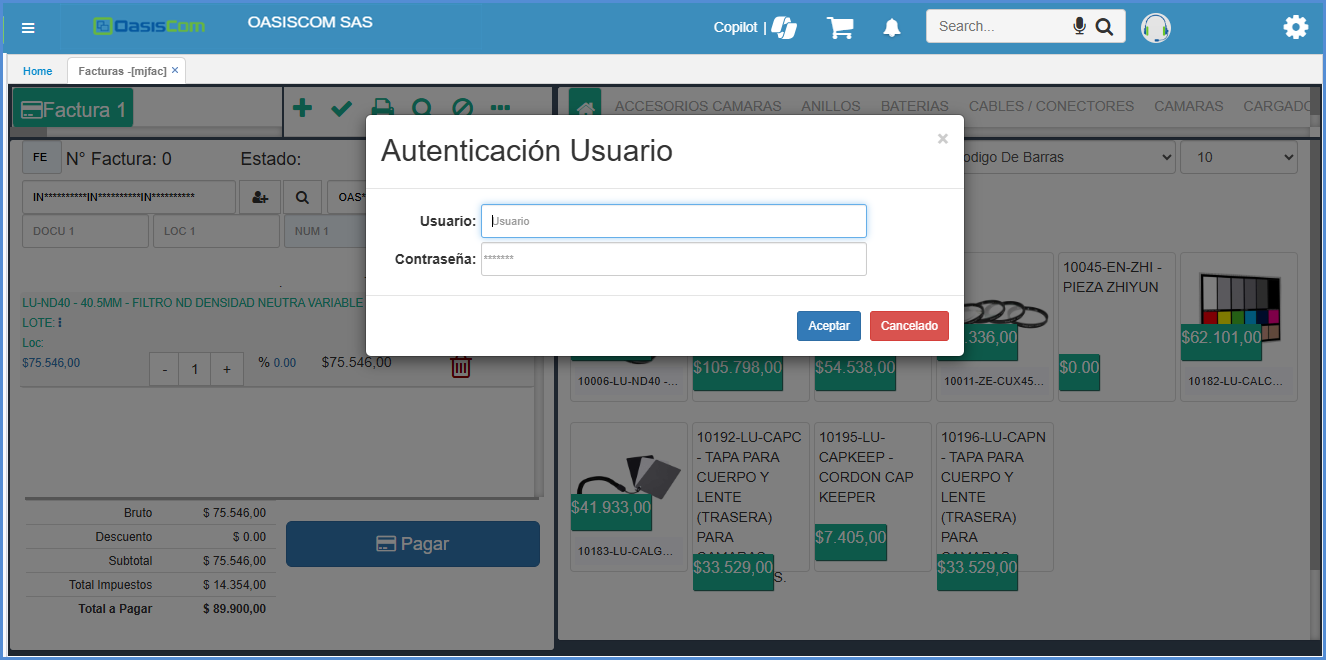 OasisCom
OASISCOM SAS
Copilot |
Search...
Home
Facturas -[mjfac] ×
Factura 1
ACCESORIOS CAMARAS ANILLOS BATERIAS CABLES / CONECTORES CAMARAS CARGADO
Autenticación Usuario
×
Usuario:
Usuario
Contraseña:
*******
Aceptar
Cancelado
FE
N° Factura: 0
Estado:
odigo De Barras
10
IN**********IN**********IN**********
OAS*
DOCU 1
LOC 1
NUM 1
LU-ND40 - 40.5MM - FILTRO ND DENSIDAD NEUTRA VARIABLE
LOTE:
Loc:
$75.546,00
-
1
+
% 0.00
$75.546,00
Bruto $ 75.546,00
Descuento $ 0.00
Subtotal $ 75.546,00
Total Impuestos $ 14.354,00
Total a Pagar $ 89.900,00
Pagar
10006-LU-ND40 -...
$105.798,00
$54.538,00
.336,00
10011-ZE-CUX45...
10045-EN-ZHI -
PIEZA ZHIYUN
$0.00
$62.101,00
10182-LU-CALC...
$41.933,00
10183-LU-CALG...
10192-LU-CAPC
- TAPA PARA
CUERPO Y
LENTE
(TRASERA)
PARA
CAMARAS
$33.529,00
S.
10195-LU-
CAPKEEP -
CORDON CAP
KEEPER
$7.405,00
10196-LU-CAPN
- TAPA PARA
CUERPO Y
LENTE
(TRASERA)
PARA
CAMARAS
$33.529,00